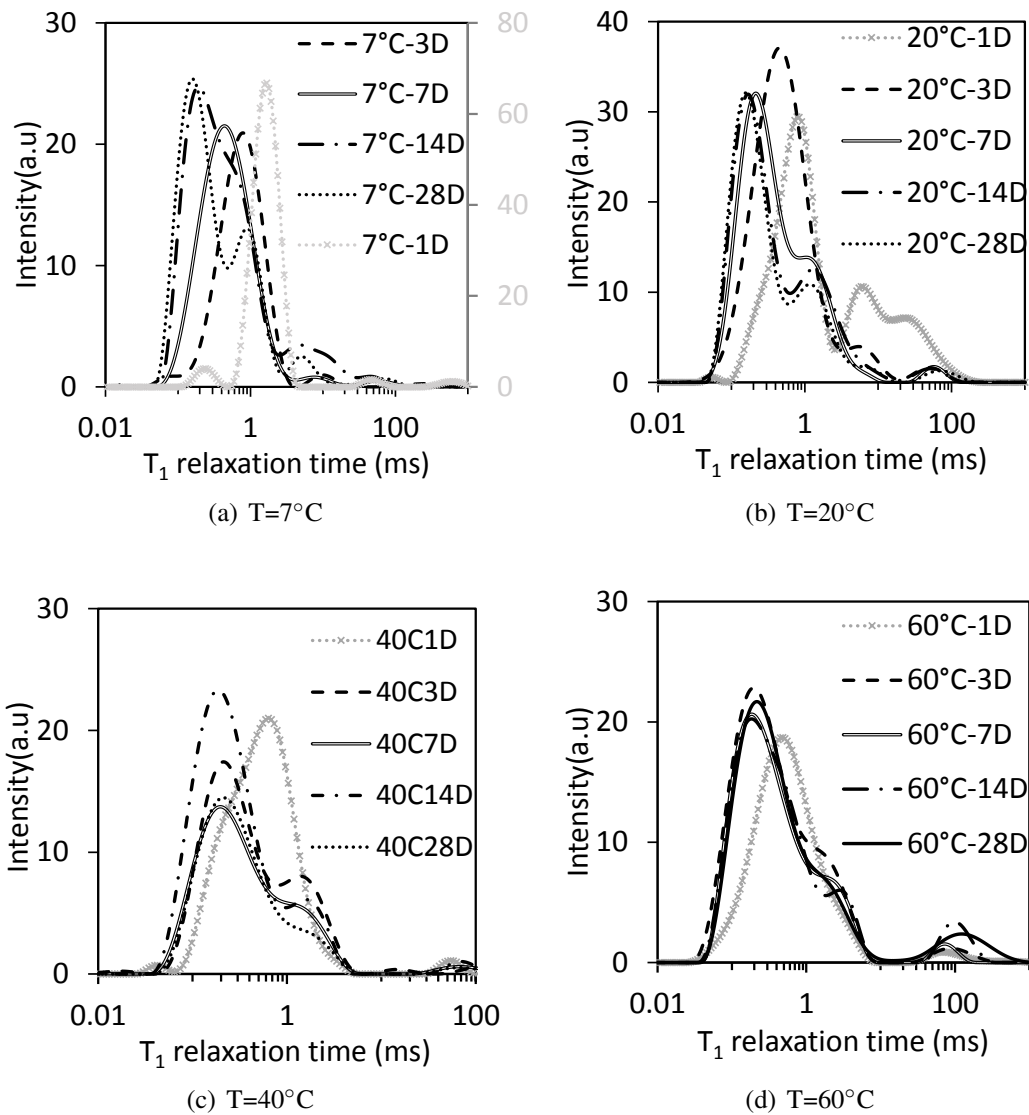 30
20
10
0
Intensity(a.u)
80
60
40
20
0
7°C-3D
7°C-7D
7°C-14D
7°C-28D
7°C-1D
0.01
1
100
T1 relaxation time (ms)
(a) T=7°C
40
30
20
10
0
Intensity(a.u)
20°C-1D
20°C-3D
20°C-7D
20°C-14D
20°C-28D
0.01
1
100
T1 relaxation time (ms)
(b) T=20°C
30
20
10
0
Intensity(a.u)
40C1D
40C3D
40C7D
40C14D
40C28D
0.01
1
100
T1 relaxation time (ms)
(c) T=40°C
30
20
10
0
Intensity(a.u)
60°C-1D
60°C-3D
60°C-7D
60°C-14D
60°C-28D
0.01
1
100
T1 relaxation time (ms)
(d) T=60°C